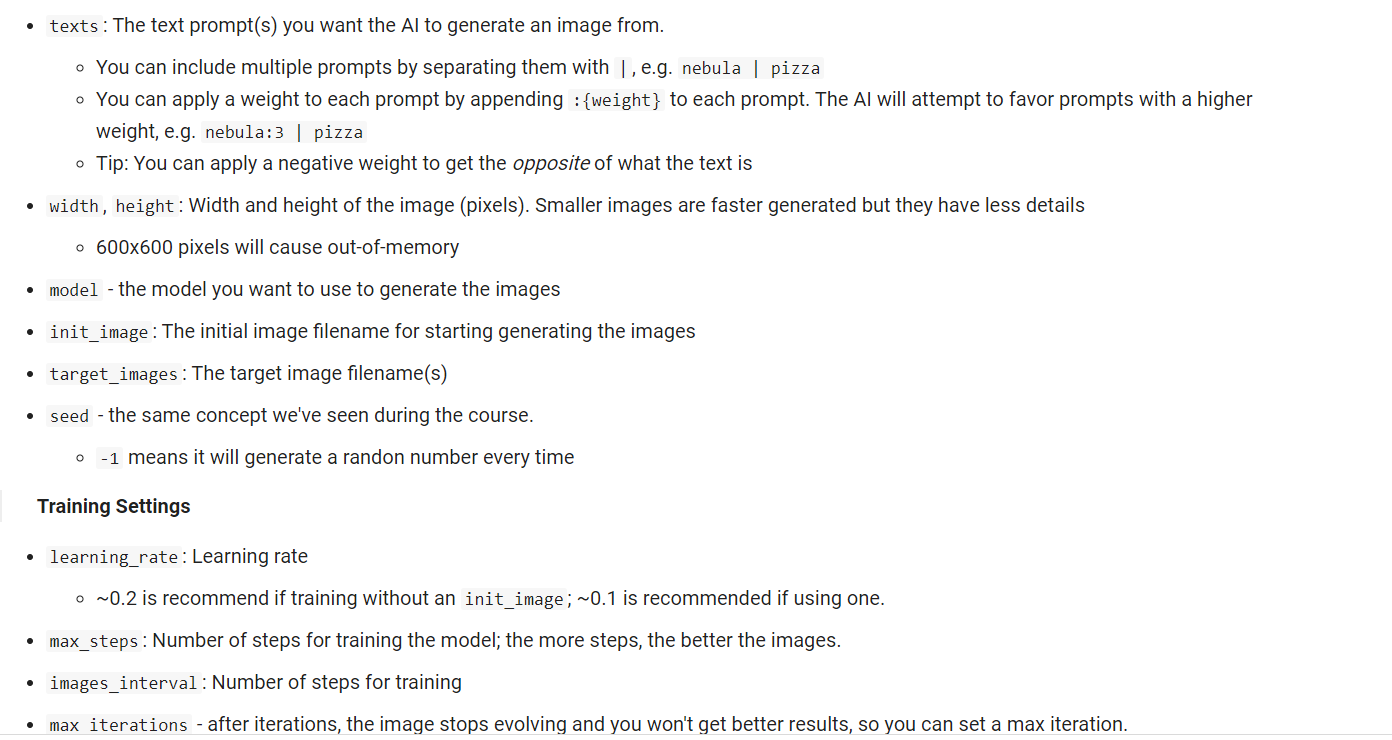 texts: The text prompt(s) you want the AI to generate an image from.
You can include multiple prompts by separating them with |, e.g. nebula | pizza
You can apply a weight to each prompt by appending :{weight} to each prompt. The AI will attempt to favor prompts with a higher
weight, e.g. nebula:3 | pizza
Tip: You can apply a negative weight to get the opposite of what the text is
width, height: Width and height of the image (pixels). Smaller images are faster generated but they have less details
600x600 pixels will cause out-of-memory
model - the model you want to use to generate the images
init_image: The initial image filename for starting generating the images
target_images: The target image filename(s)
seed - the same concept we've seen during the course.
-1 means it will generate a randon number every time
Training Settings
learning_rate: Learning rate
~0.2 is recommend if training without an init_image; ~0.1 is recommended if using one.
max_steps: Number of steps for training the model; the more steps, the better the images.
images_interval: Number of steps for training
max_iterations - after iterations, the image stops evolving and you won't get better results, so you can set a max iteration.